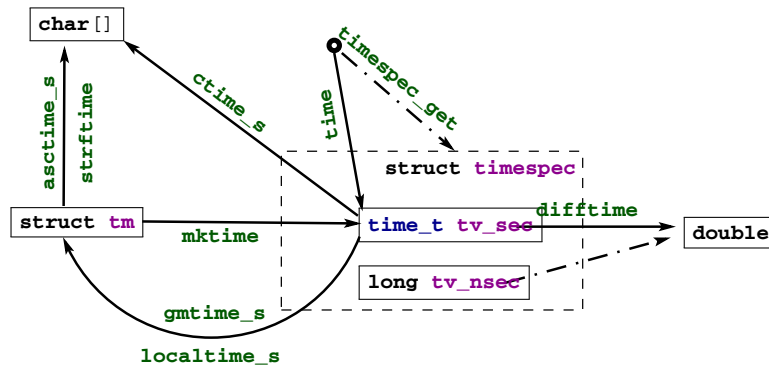 char[]
timespec_get
ctime_s
time
asctime_s
strftime
struct timespec
struct tm
mktime
time_t tv_sec
difftime
double
long tv_nsec
gmtime_s
localtime_s